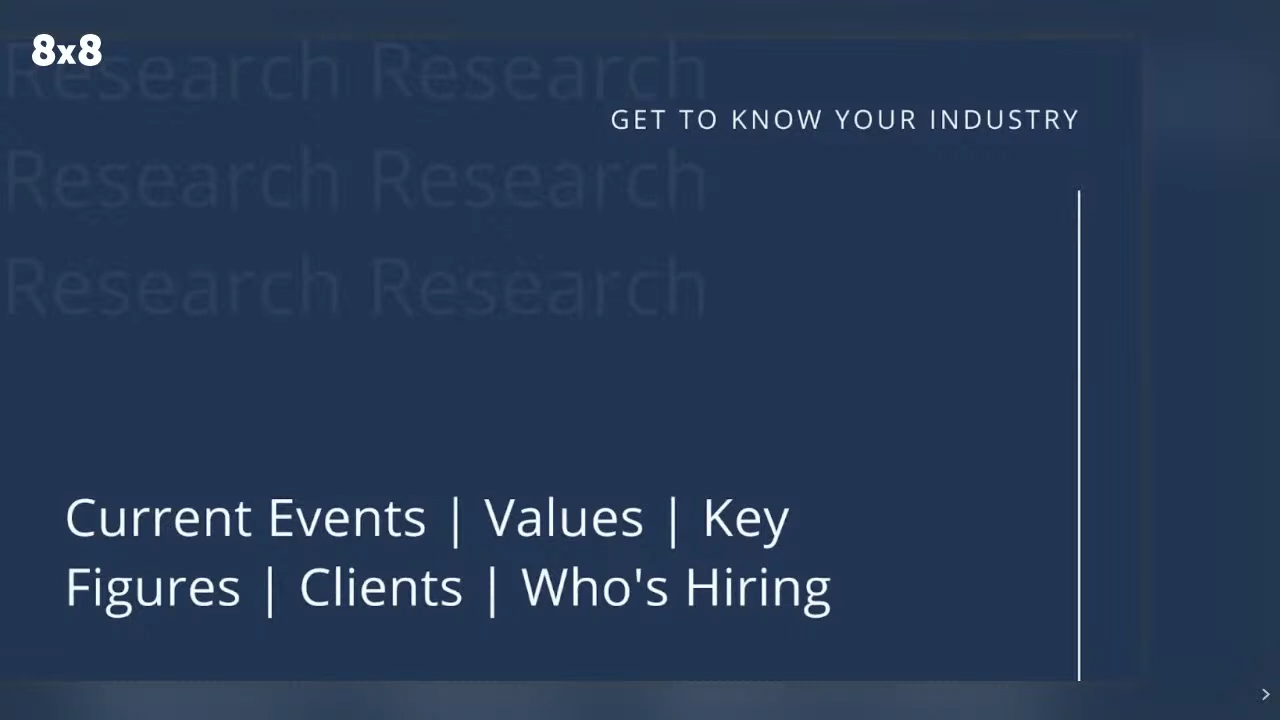 8x8
Research Research
GET TO KNOW YOUR INDUSTRY
Research Research
Research Research
Current Events | Values | Key
Figures | Clients | Who's Hiring